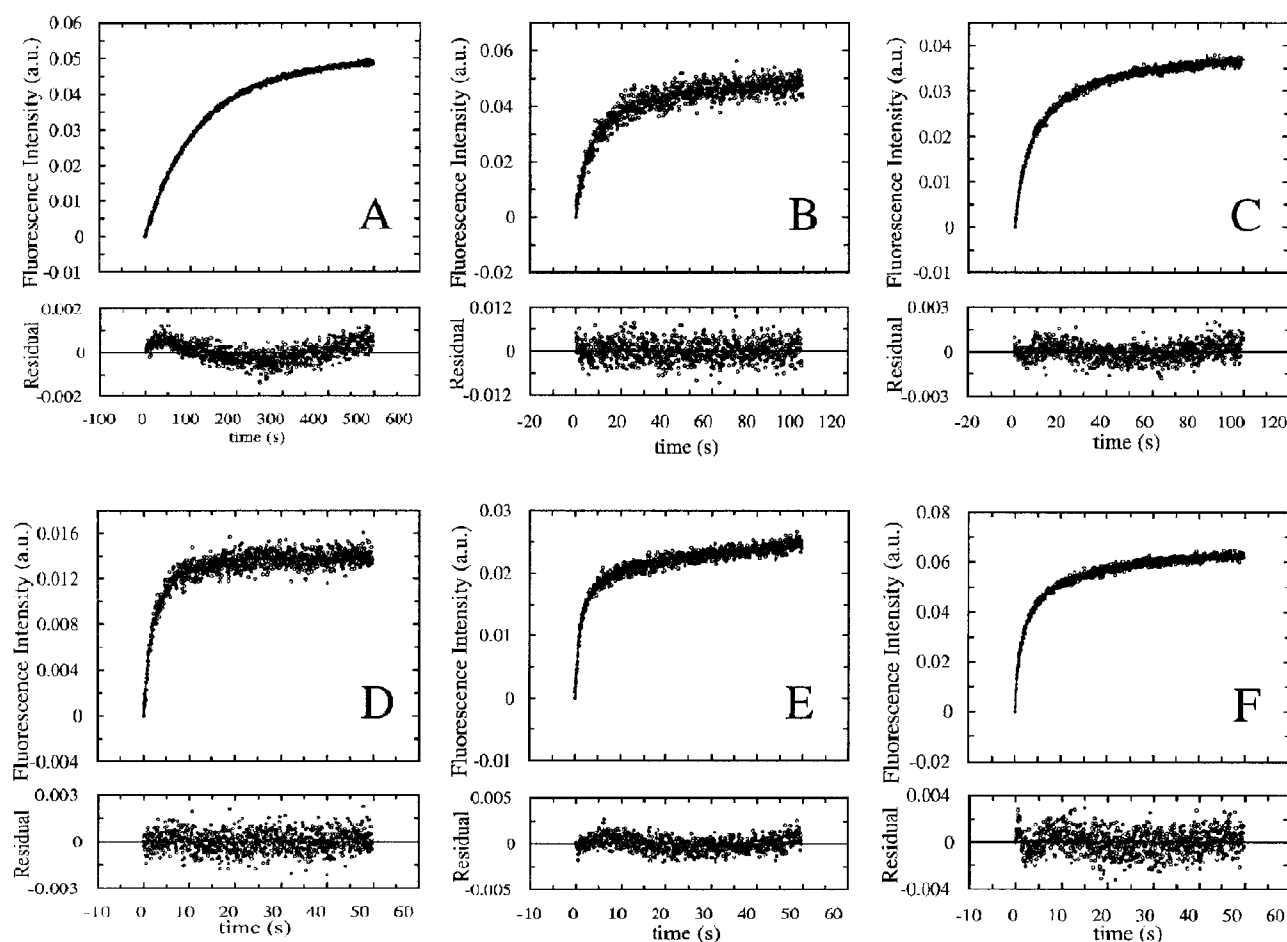 Fluorescence Intensity (a.u.)
0.06
0.05
0.04
0.03
0.02
0.01
0
-0.01
A
Residual
0.002
0
-0.002
-100 0 100 200 300 400 500 600
time (s)
Fluorescence Intensity (a.u.)
0.06
0.04
0.02
0
-0.02
B
Residual
0.012
0
-0.012
-20 0 20 40 60 80 100 120
time (s)
Fluorescence Intensity (a.u.)
0.04
0.03
0.02
0.01
0
-0.01
C
Residual
0.003
0
-0.003
-20 0 20 40 60 80 100 120
time (s)
Fluorescence Intensity (a.u.)
0.016
0.012
0.008
0.004
0
-0.004
D
Residual
0.003
0
-0.003
-10 0 10 20 30 40 50 60
time (s)
Fluorescence Intensity (a.u.)
0.03
0.02
0.01
0
-0.01
E
Residual
0.005
0
-0.005
-10 0 10 20 30 40 50 60
time (s)
Fluorescence Intensity (a.u.)
0.08
0.06
0.04
0.02
0
-0.02
F
Residual
0.004
0
-0.004
-10 0 10 20 30 40 50 60
time (s)